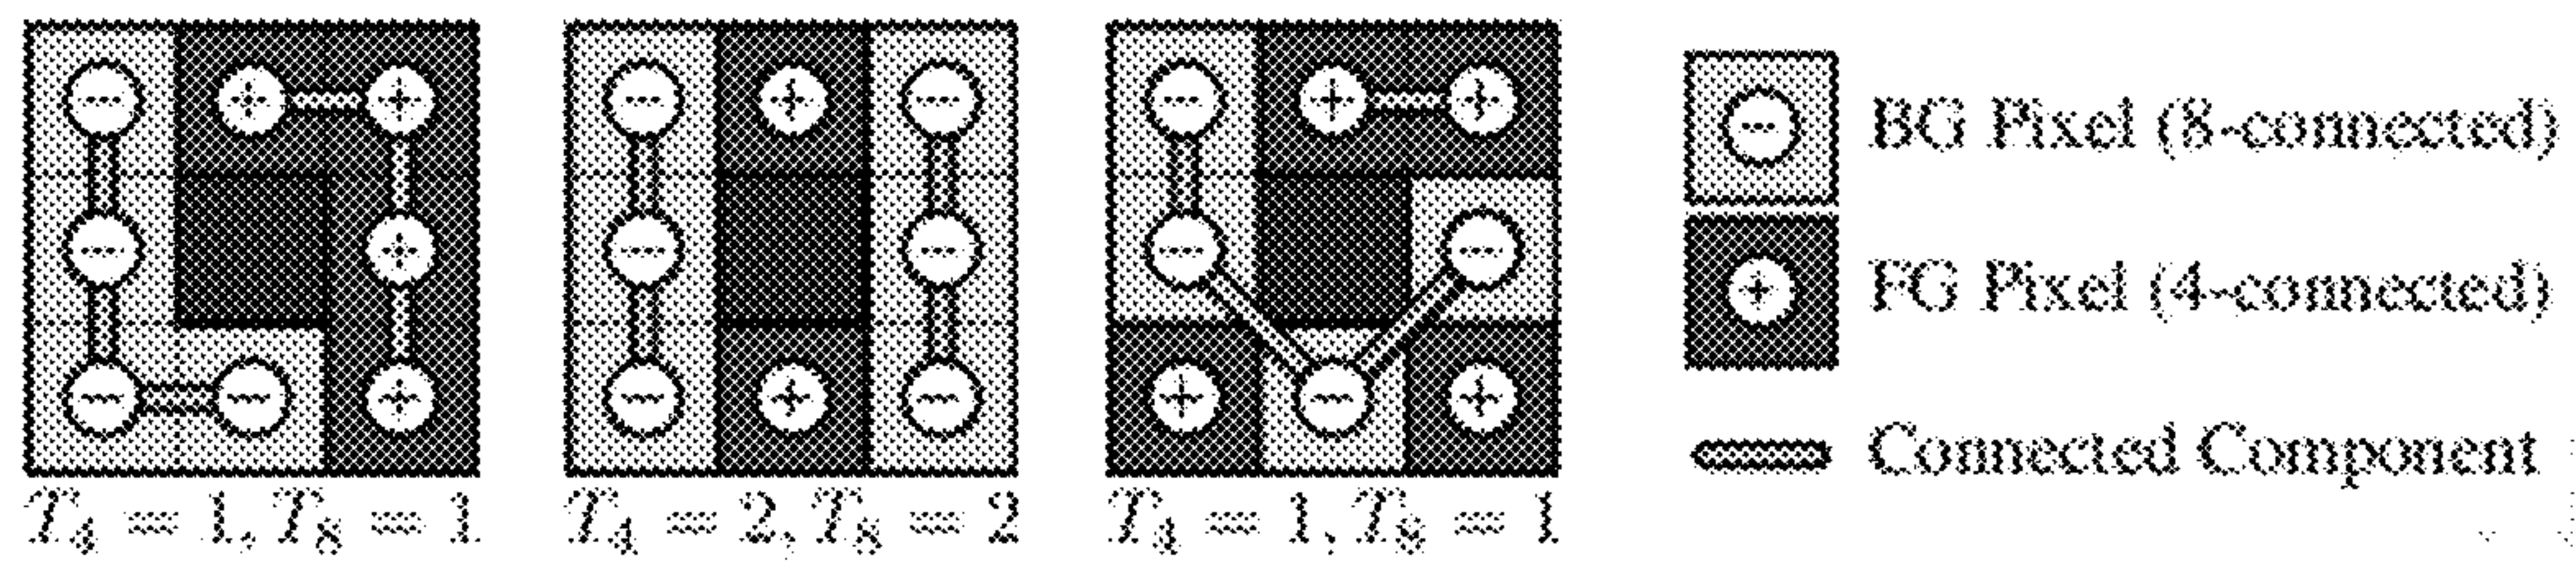 − + + − + − − + +
− + − − − −
− − + − + − + − +
T₄ = 1, T₈ = 1
T₄ = 2, T₈ = 2
T₄ = 1, T₈ = 1
− BG Pixel (8-connected)
+ FG Pixel (4-connected)
Connected Component